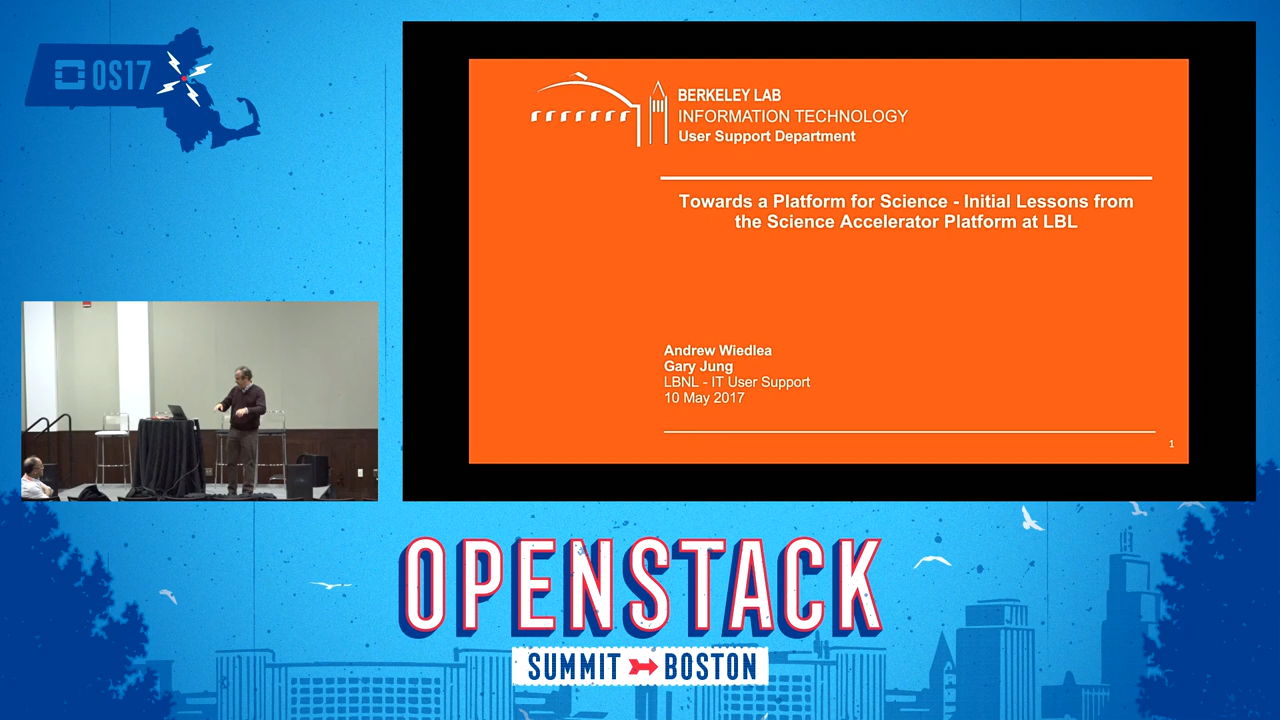 OS17
BERKELEY LAB
INFORMATION TECHNOLOGY
User Support Department
Towards a Platform for Science - Initial Lessons from
the Science Accelerator Platform at LBL
Andrew Wiedlea
Gary Jung
LBNL - IT User Support
10 May 2017
1
OPENSTACK
SUMMIT BOSTON